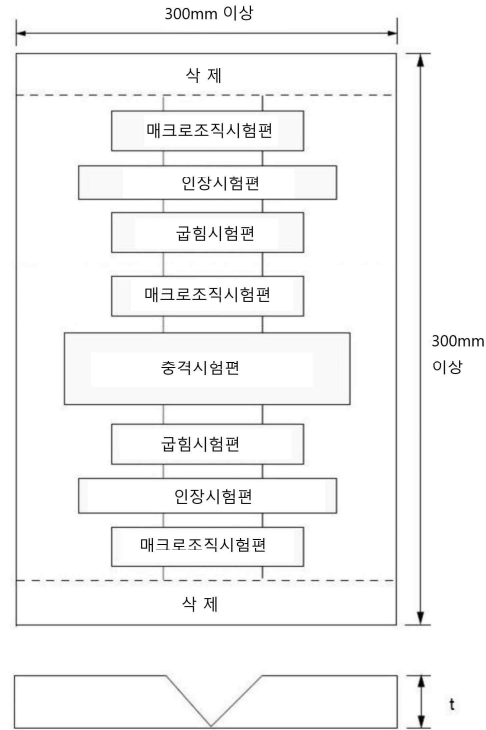 300mm 이상
삭 제
매크로조직시험편
인장시험편
굽힘시험편
매크로조직시험편
충격시험편
300mm
이상
굽힘시험편
인장시험편
매크로조직시험편
삭 제
t